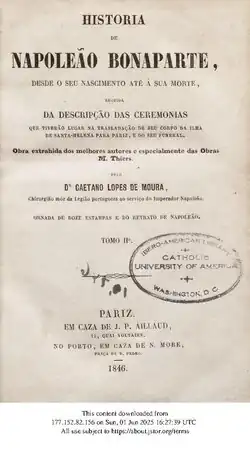 HISTORIA
DE
NAPOLEÃO BONAPARTE,
DESDE O SEU NASCIMENTO ATÉ Á SUA MORTE,
SEGUIDA
DA DESCRIPÇÃO DAS CEREMONIAS
QUE TIVERÃO LUGAR NA TRASLADAÇÃO DE SEU CORPO DA ILHA
DE SANTA-HELENA PARA PARIZ, E DO SEU FUNERAL.
Obra extrahida dos melhores autores e especialmente das Obras
M. Thiers.
PELO
Dr CAETANO LOPES DE MOURA,
Chirurgião mór da Legião portugueza ao serviço do Imperador Napoleão.
ORNADA DE DOZE ESTAMPAS E DO RETRATO DE NAPOLEÃO.
TOMO IIº.
IBERO-AMERICAN LIBRARY
CATHOLIC
UNIVERSITY OF AMERICA
WASHINGTON, D.C.
PARIZ.
EM CAZA DE J. P. AILLAUD,
11, QUAI VOLTAIRE.
NO PORTO, EM CAZA DE N. MORÉ,
PRAÇA DE D. PEDRO.
1846.
This content downloaded from
177.152.82.156 on Sun, 01 Jun 2025 16:27:39 UTC
All use subject to https://about.jstor.org/terms